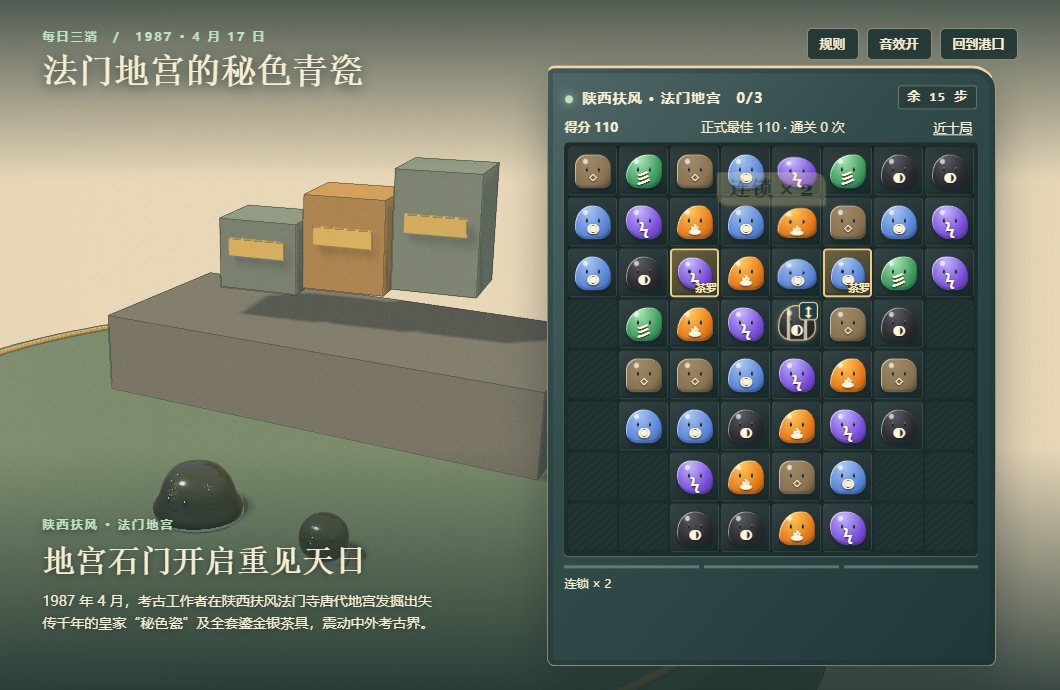 每日三消 / 1987 • 4 月 17 日
法门地宫的秘色青瓷
规则
音效开
回到港口
陕西扶风 • 法门地宫 0/3
余 15 步
得分 110
正式最佳 110 · 通关 0 次
近十局
连锁 × 2
茶罗
茶罗
连锁 × 2
陕西扶风 • 法门地宫
地宫石门开启重见天日
1987 年 4 月，考古工作者在陕西扶风法门寺唐代地宫发掘出失
传千年的皇家“秘色瓷”及全套鎏金银茶具，震动中外考古界。